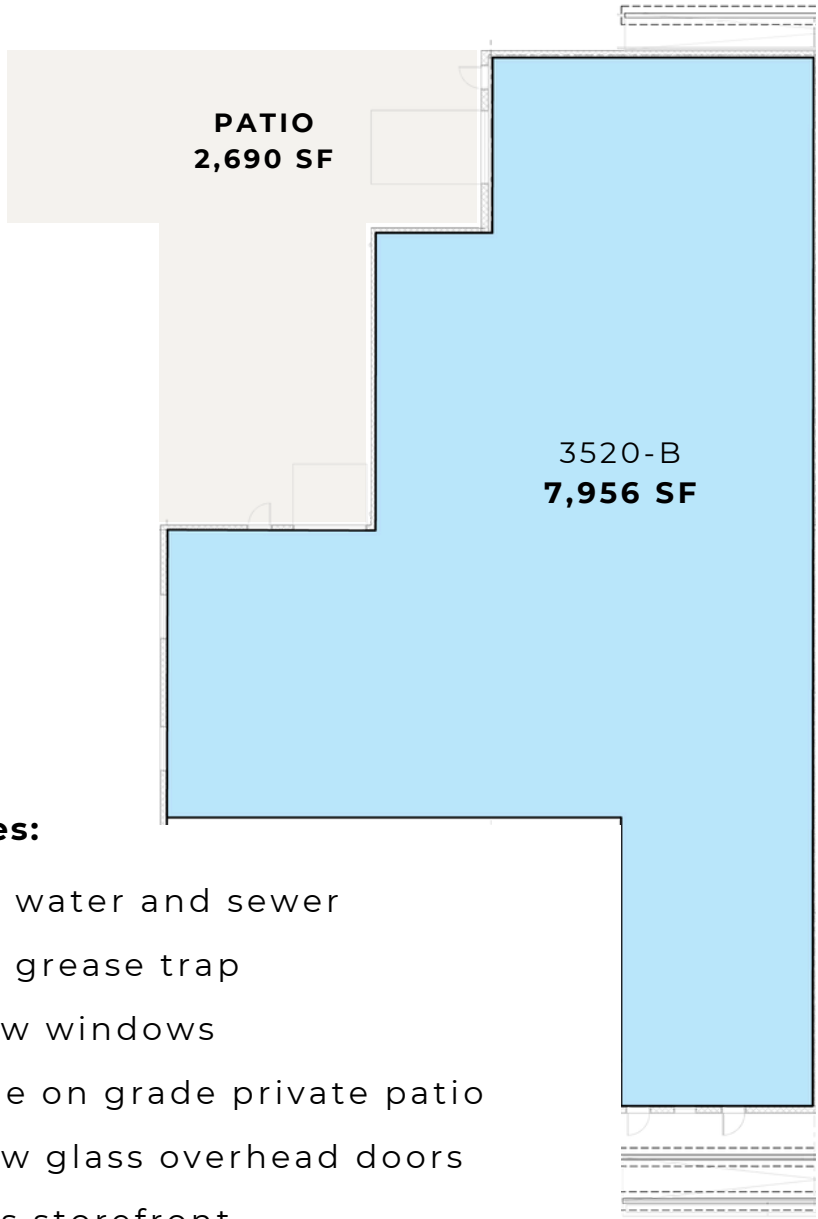 PATIO
2,690 SF
3520-B
7,956 SF
es:
water and sewer
grease trap
w windows
e on grade private patio
w glass overhead doors
s storefront